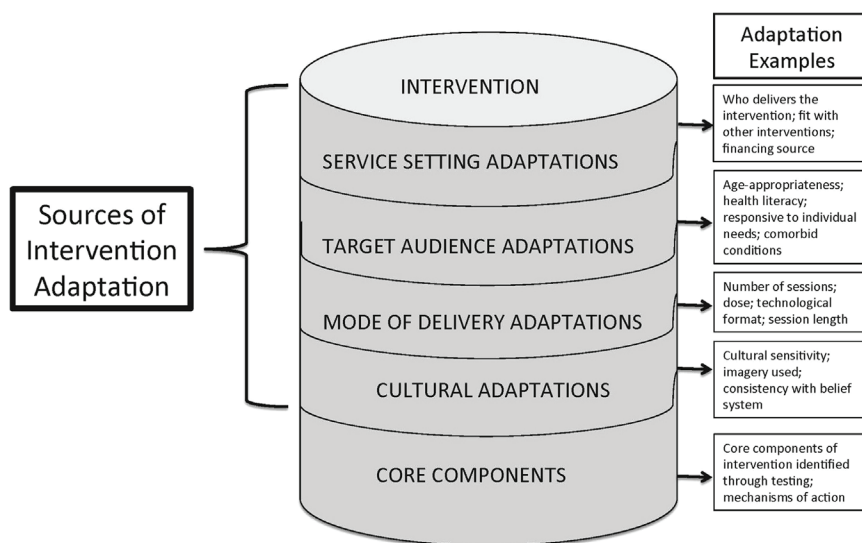 Sources of
Intervention
Adaptation
INTERVENTION
SERVICE SETTING ADAPTATIONS
TARGET AUDIENCE ADAPTATIONS
MODE OF DELIVERY ADAPTATIONS
CULTURAL ADAPTATIONS
CORE COMPONENTS
Adaptation
Examples
Who delivers the
intervention; fit with
other interventions;
financing source
Age-appropriateness;
health literacy;
responsive to individual
needs; comorbid
conditions
Number of sessions;
dose; technological
format; session length
Cultural sensitivity;
imagery used;
consistency with belief
system
Core components of
intervention identified
through testing;
mechanisms of action